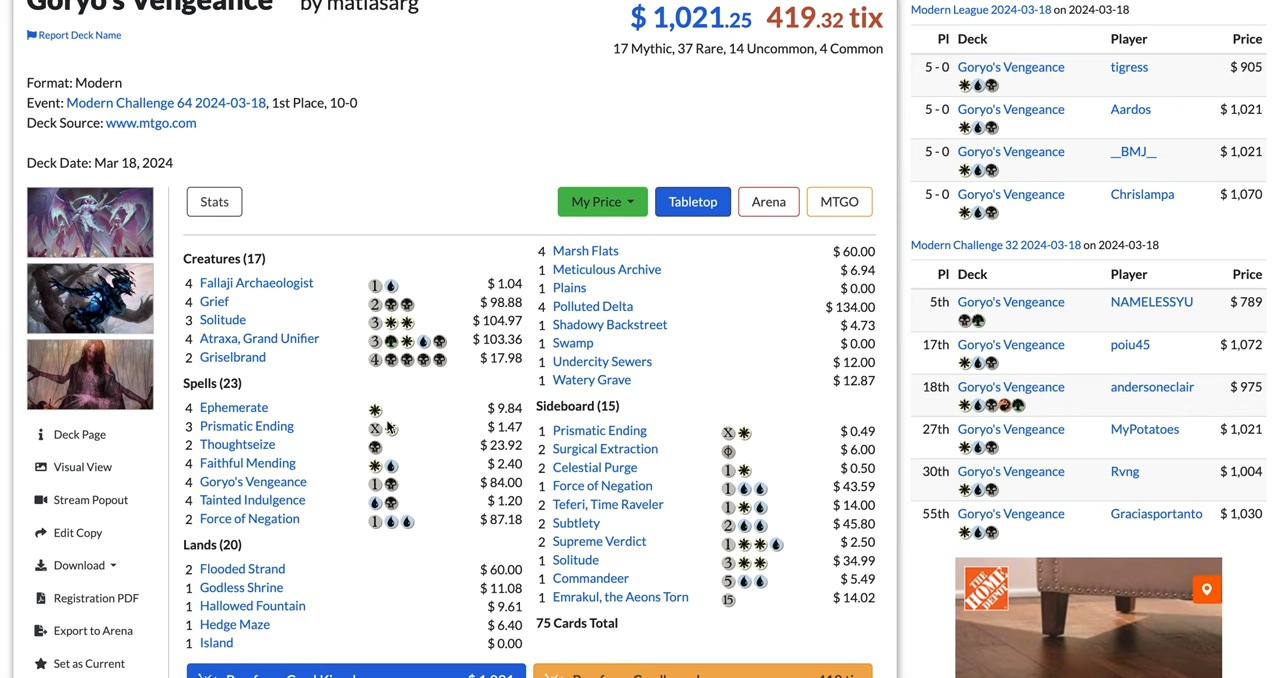 Goryo's Vengeance by matiasarg
Report Deck Name
$ 1,021.25 419.32 tix
17 Mythic, 37 Rare, 14 Uncommon, 4 Common
Format: Modern
Event: Modern Challenge 64 2024-03-18, 1st Place, 10-0
Deck Source: www.mtgo.com
Deck Date: Mar 18, 2024
Deck Page
Visual View
Stream Popout
Edit Copy
Download
Registration PDF
Export to Arena
Set as Current
Stats
My Price
Tabletop
Arena
MTGO
Creatures (17)
4 Fallaji Archaeologist 1 $ 1.04
4 Grief 2 $ 98.88
3 Solitude 3 $ 104.97
4 Atraxa, Grand Unifier 3 $ 103.36
2 Griselbrand 4 $ 17.98
Spells (23)
4 Ephemerate $ 9.84
3 Prismatic Ending X $ 1.47
2 Thoughtseize $ 23.92
4 Faithful Mending $ 2.40
4 Goryo's Vengeance 1 $ 84.00
4 Tainted Indulgence $ 1.20
2 Force of Negation 1 $ 87.18
Lands (20)
2 Flooded Strand $ 60.00
1 Godless Shrine $ 11.08
1 Hallowed Fountain $ 9.61
1 Hedge Maze $ 6.40
1 Island $ 0.00
4 Marsh Flats $ 60.00
1 Meticulous Archive $ 6.94
1 Plains $ 0.00
4 Polluted Delta $ 134.00
1 Shadowy Backstreet $ 4.73
1 Swamp $ 0.00
1 Undercity Sewers $ 12.00
1 Watery Grave $ 12.87
Sideboard (15)
1 Prismatic Ending X $ 0.49
2 Surgical Extraction $ 6.00
2 Celestial Purge 1 $ 0.50
1 Force of Negation 1 $ 43.59
2 Teferi, Time Raveler 1 $ 14.00
2 Subtlety 2 $ 45.80
2 Supreme Verdict 1 $ 2.50
1 Solitude 3 $ 34.99
1 Commandeer 5 $ 5.49
1 Emrakul, the Aeons Torn 15 $ 14.02
75 Cards Total
Modern League 2024-03-18 on 2024-03-18
Pl Deck Player Price
5 - 0 Goryo's Vengeance tigress $ 905
5 - 0 Goryo's Vengeance Aardos $ 1,021
5 - 0 Goryo's Vengeance __BMJ__ $ 1,021
5 - 0 Goryo's Vengeance Chrislampa $ 1,070
Modern Challenge 32 2024-03-18 on 2024-03-18
Pl Deck Player Price
5th Goryo's Vengeance NAMELESSYU $ 789
17th Goryo's Vengeance poiu45 $ 1,072
18th Goryo's Vengeance andersoneclair $ 975
27th Goryo's Vengeance MyPotatoes $ 1,021
30th Goryo's Vengeance Rvng $ 1,004
55th Goryo's Vengeance Graciasportanto $ 1,030
THE HOME DEPOT